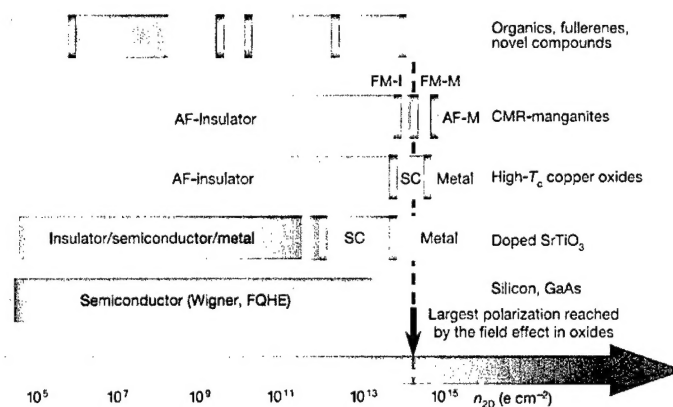 Organics, fullerenes,
novel compounds
FM-I FM-M
AF-Insulator AF-M CMR-manganites
AF-insulator SC Metal High-Tc copper oxides
Insulator/semiconductor/metal SC Metal Doped SrTiO3
Silicon, GaAs
Semiconductor (Wigner, FQHE)
Largest polarization reached
by the field effect in oxides
10^5 10^7 10^9 10^11 10^13 10^15 n2D (e cm^−2)